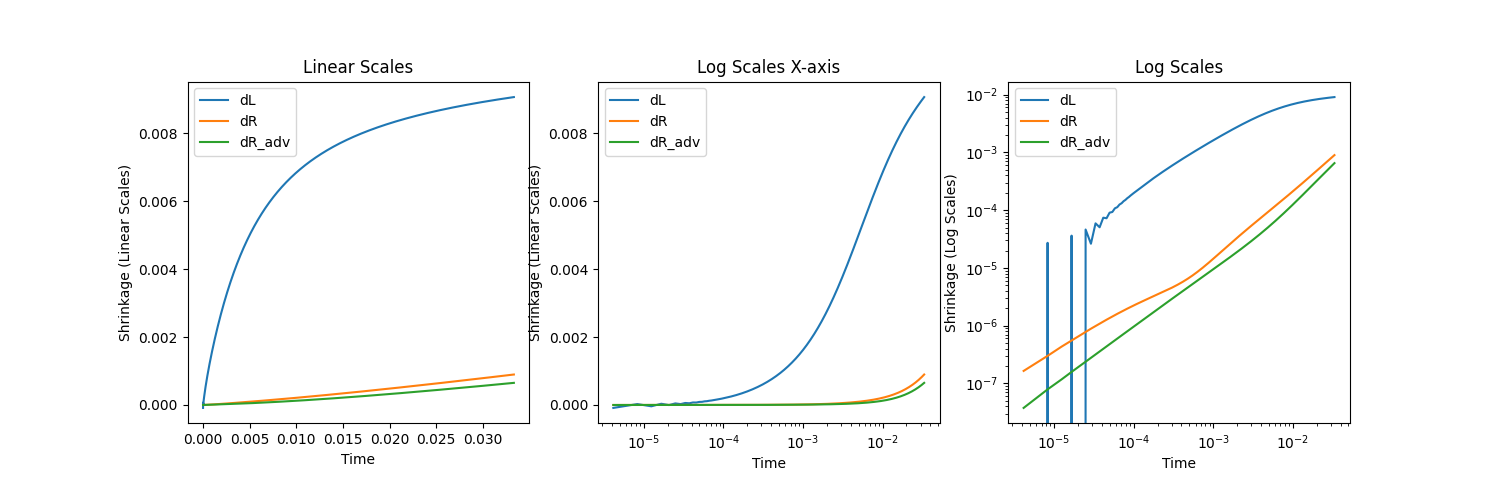 Linear Scales
dL
dR
dR_adv
Shrinkage (Linear Scales)
0.008
0.006
0.004
0.002
0.000
0.000 0.005 0.010 0.015 0.020 0.025 0.030
Time
Log Scales X-axis
dL
dR
dR_adv
Shrinkage (Linear Scales)
0.008
0.006
0.004
0.002
0.000
10⁻⁵ 10⁻⁴ 10⁻³ 10⁻²
Time
Log Scales
dL
dR
dR_adv
Shrinkage (Log Scales)
10⁻²
10⁻³
10⁻⁴
10⁻⁵
10⁻⁶
10⁻⁷
10⁻⁵ 10⁻⁴ 10⁻³ 10⁻²
Time